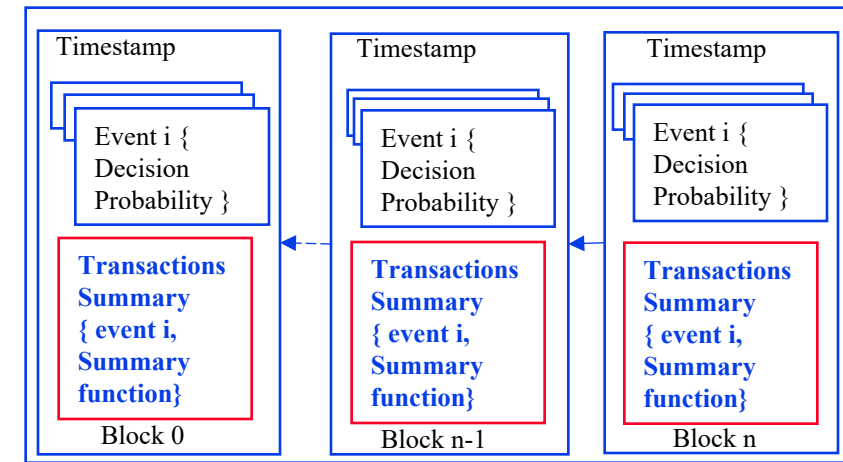 Timestamp
Event i {
Decision
Probability }
Transactions
Summary
{ event i,
Summary
function}
Block 0
Timestamp
Event i {
Decision
Probability }
Transactions
Summary
{ event i,
Summary
function}
Block n-1
Timestamp
Event i {
Decision
Probability }
Transactions
Summary
{ event i,
Summary
function}
Block n